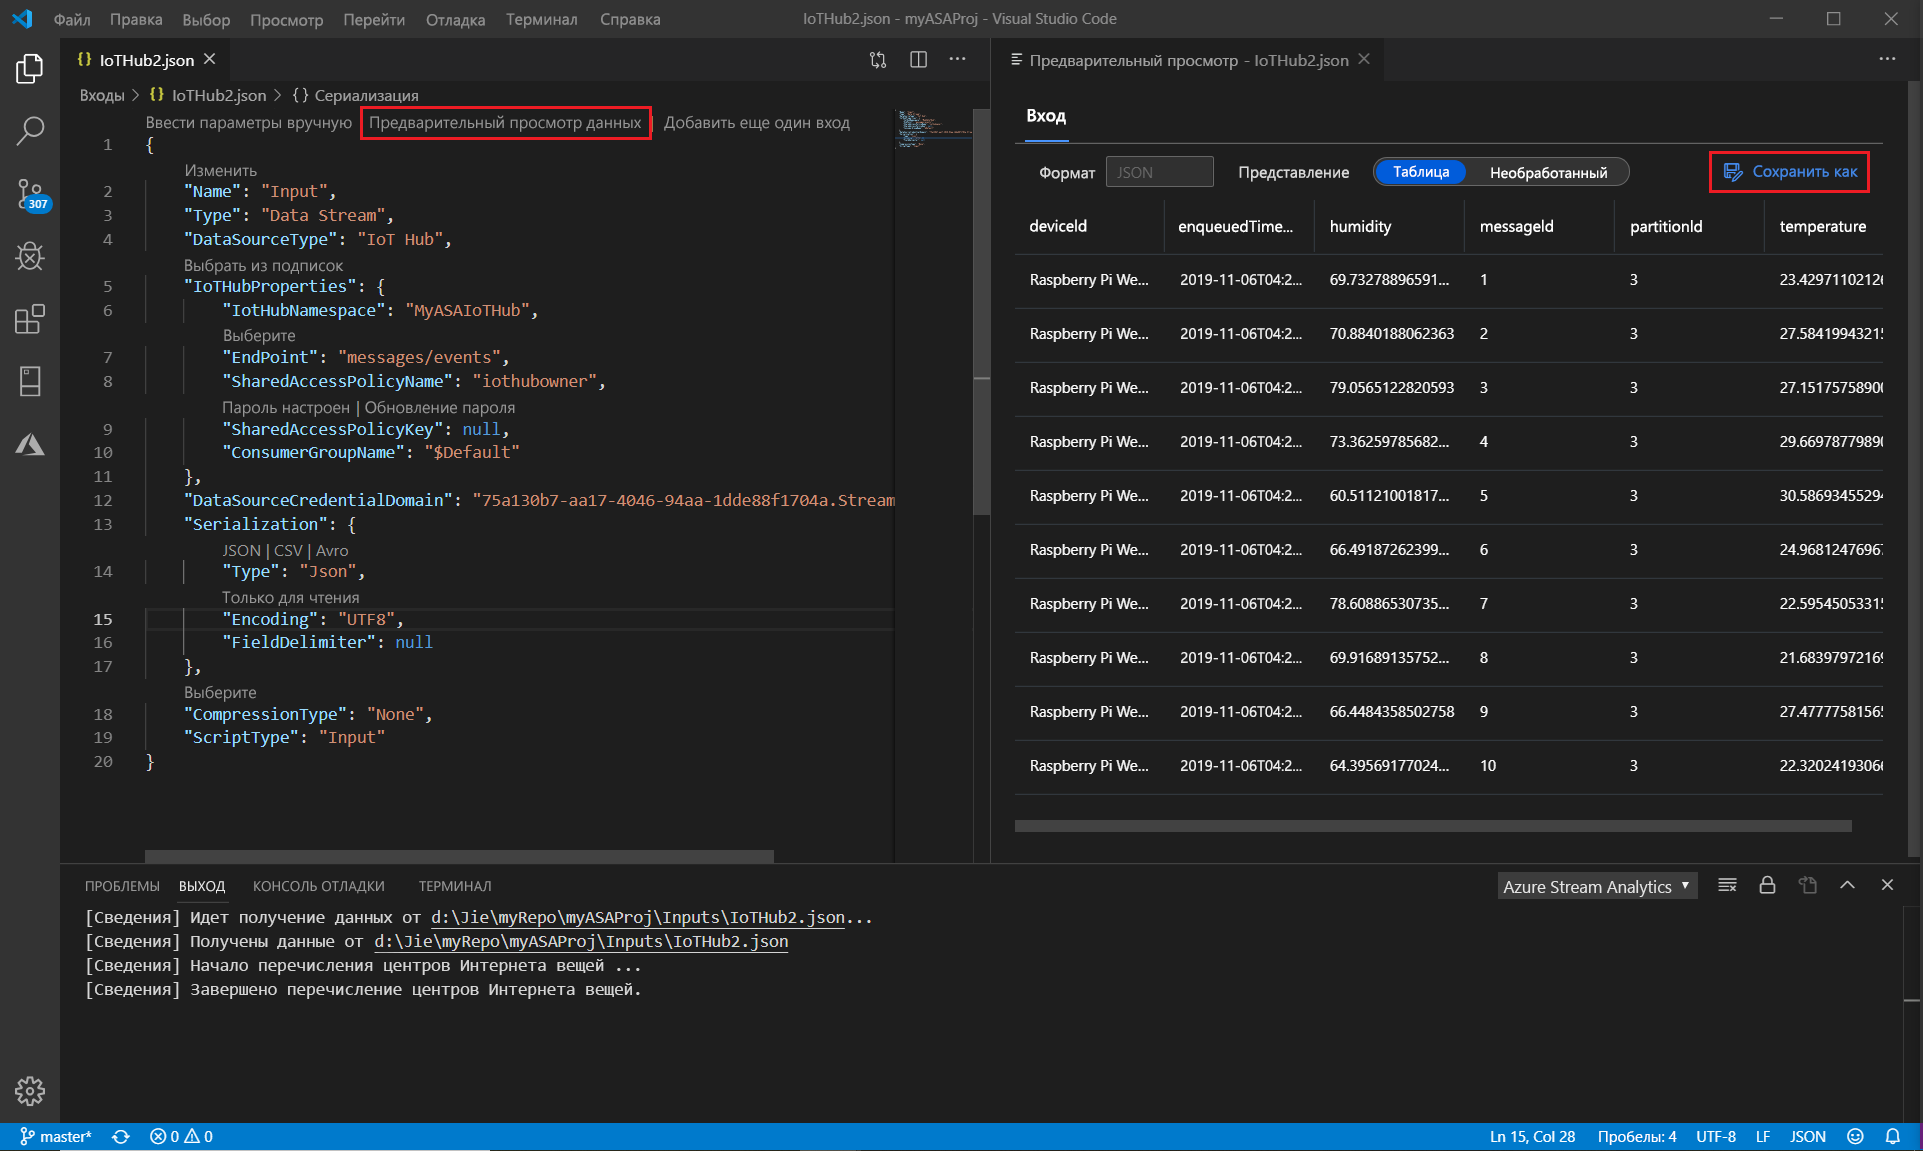 Файл Правка Выбор Просмотр Перейти Отладка Терминал Справка
IoTHub2.json - myASAProj - Visual Studio Code
{} IoTHub2.json
Входы > {} IoTHub2.json > {} Сериализация
Ввести параметры вручную | Предварительный просмотр данных | Добавить еще один вход
1 {
Изменить
2 "Name": "Input",
3 "Type": "Data Stream",
4 "DataSourceType": "IoT Hub",
Выбрать из подписок
5 "IoTHubProperties": {
6 "IotHubNamespace": "MyASAIoTHub",
Выберите
7 "EndPoint": "messages/events",
8 "SharedAccessPolicyName": "iothubowner",
Пароль настроен | Обновление пароля
9 "SharedAccessPolicyKey": null,
10 "ConsumerGroupName": "$Default"
11 },
12 "DataSourceCredentialDomain": "75a130b7-aa17-4046-94aa-1dde88f1704a.Stream
13 "Serialization": {
JSON | CSV | Avro
14 "Type": "Json",
Только для чтения
15 "Encoding": "UTF8",
16 "FieldDelimiter": null
17 },
Выберите
18 "CompressionType": "None",
19 "ScriptType": "Input"
20 }
307
Предварительный просмотр - IoTHub2.json
Вход
Формат JSON Представление Таблица Необработанный Сохранить как
deviceId enqueuedTime... humidity messageId partitionId temperature
Raspberry Pi We... 2019-11-06T04:2... 69.73278896591... 1 3 23.42971102126
Raspberry Pi We... 2019-11-06T04:2... 70.8840188062363 2 3 27.58419943215
Raspberry Pi We... 2019-11-06T04:2... 79.0565122820593 3 3 27.15175758900
Raspberry Pi We... 2019-11-06T04:2... 73.36259785682... 4 3 29.66978779890
Raspberry Pi We... 2019-11-06T04:2... 60.51121001817... 5 3 30.58693455294
Raspberry Pi We... 2019-11-06T04:2... 66.49187262399... 6 3 24.96812476967
Raspberry Pi We... 2019-11-06T04:2... 78.60886530735... 7 3 22.59545053315
Raspberry Pi We... 2019-11-06T04:2... 69.91689135752... 8 3 21.68397972169
Raspberry Pi We... 2019-11-06T04:2... 66.4484358502758 9 3 27.47777581565
Raspberry Pi We... 2019-11-06T04:2... 64.39569177024... 10 3 22.32024193066
ПРОБЛЕМЫ ВЫХОД КОНСОЛЬ ОТЛАДКИ ТЕРМИНАЛ
Azure Stream Analytics
[Сведения] Идет получение данных от d:\Jie\myRepo\myASAProj\Inputs\IoTHub2.json...
[Сведения] Получены данные от d:\Jie\myRepo\myASAProj\Inputs\IoTHub2.json
[Сведения] Начало перечисления центров Интернета вещей ...
[Сведения] Завершено перечисление центров Интернета вещей.
master* 0 0 Ln 15, Col 28 Пробелы: 4 UTF-8 LF JSON